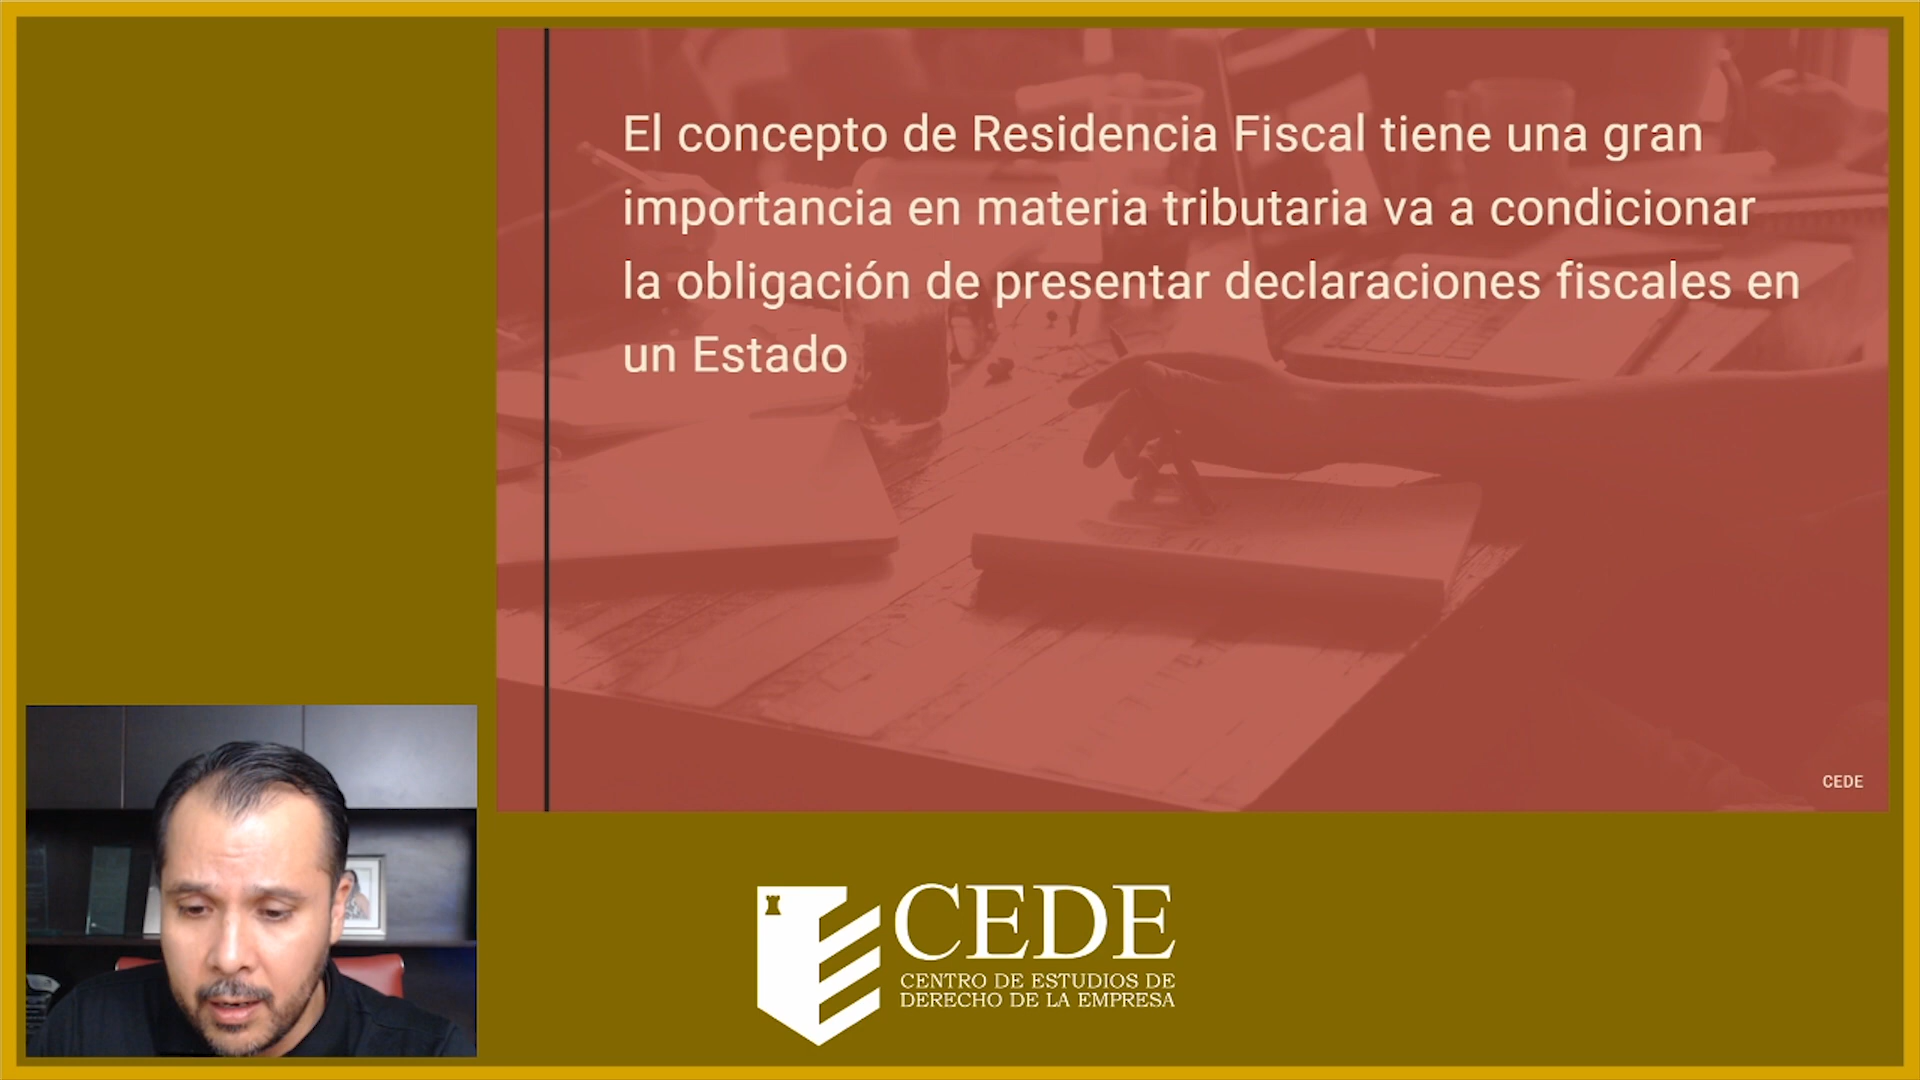 El concepto de Residencia Fiscal tiene una gran
importancia en materia tributaria va a condicionar
la obligación de presentar declaraciones fiscales en
un Estado
CEDE
CEDE
CENTRO DE ESTUDIOS DE
DERECHO DE LA EMPRESA